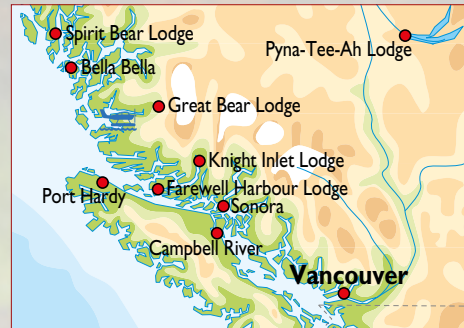 Spirit Bear Lodge
Pyna-Tee-Ah Lodge
Bella Bella
Great Bear Lodge
Knight Inlet Lodge
Port Hardy
Farewell Harbour Lodge
Sonora
Campbell River
Vancouver